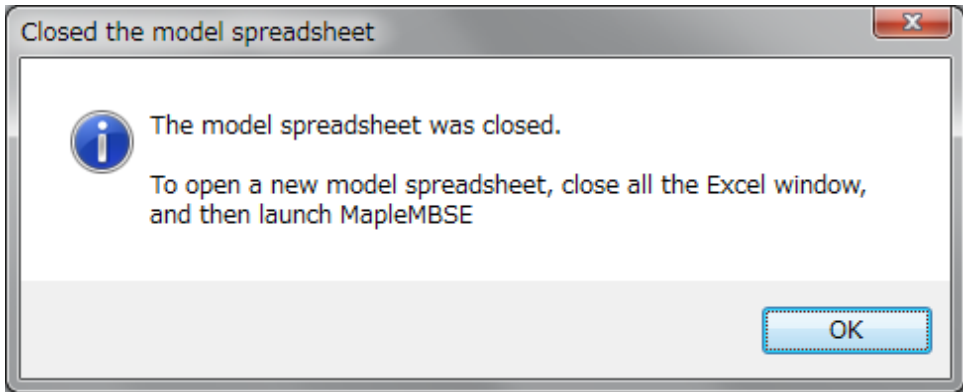 Closed the model spreadsheet
The model spreadsheet was closed.
To open a new model spreadsheet, close all the Excel window,
and then launch MapleMBSE
OK